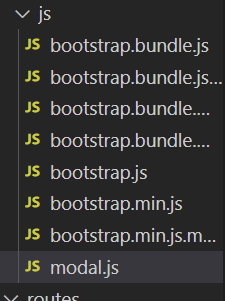 js
JS bootstrap.bundle.js
JS bootstrap.bundle.js...
JS bootstrap.bundle....
JS bootstrap.bundle....
JS bootstrap.js
JS bootstrap.min.js
JS bootstrap.min.js.m...
JS modal.js
routes